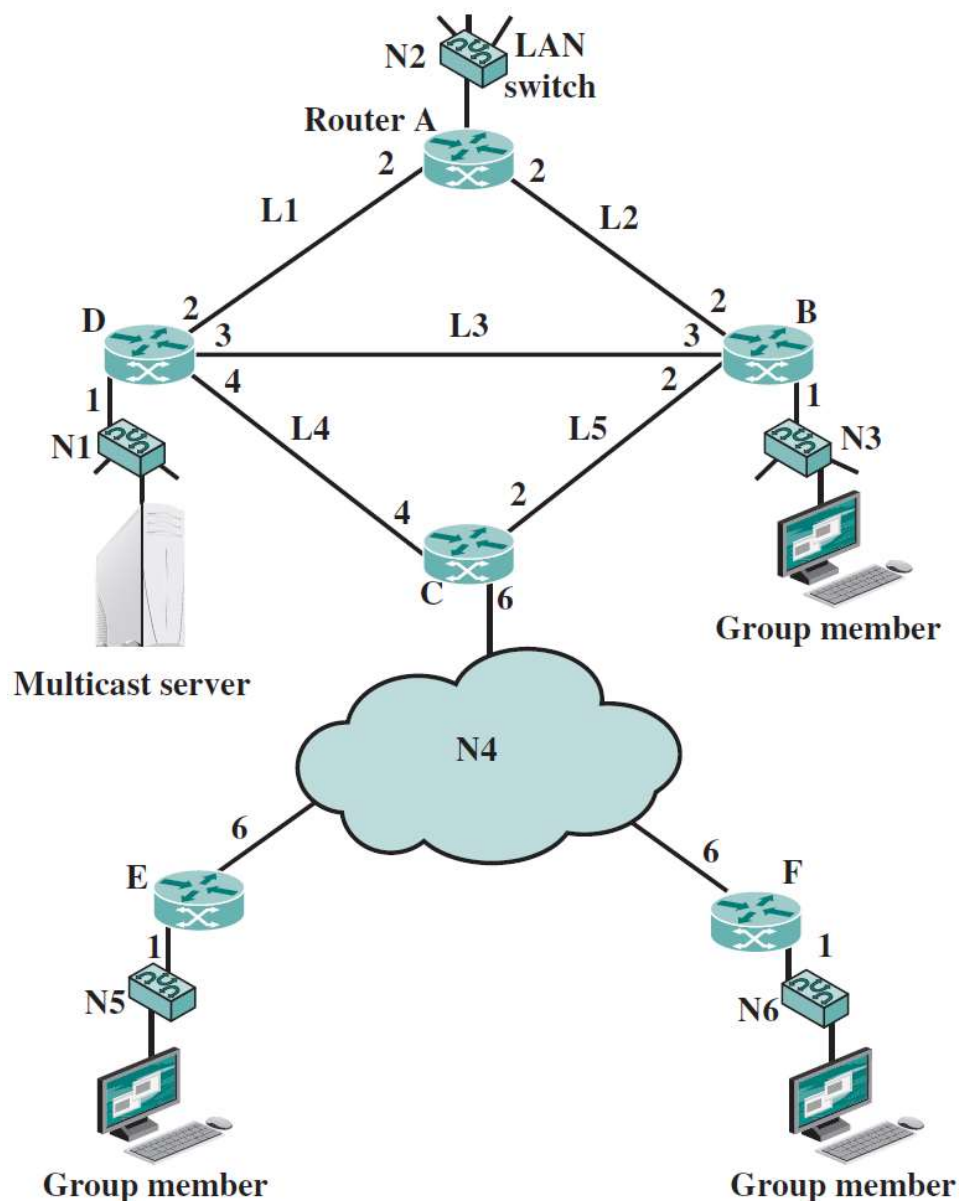 N2
LAN
switch
Router A
2
2
L1
L2
D
2
3
L3
2
3
B
4
2
1
1
N1
L4
L5
N3
4
2
C
6
Group member
Multicast server
N4
6
6
E
F
1
1
N5
N6
Group member
Group member